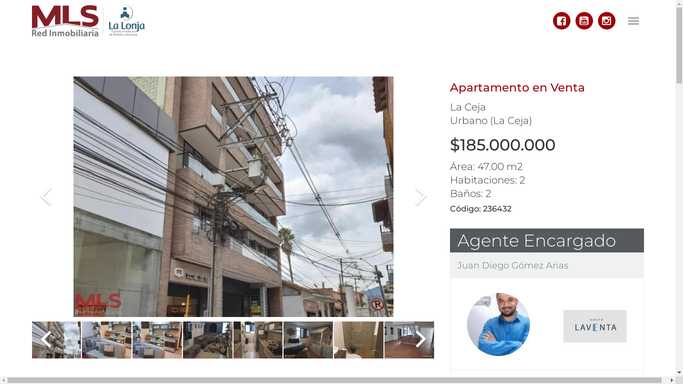 MLS
Red Inmobiliaria
La Lonja
Apartamento en Venta
La Ceja
Urbano (La Ceja)
$185.000.000
Área: 47.00 m2
Habitaciones: 2
Baños: 2
Código: 236432
Agente Encargado
Juan Diego Gómez Arias
MLS
LAVENTA